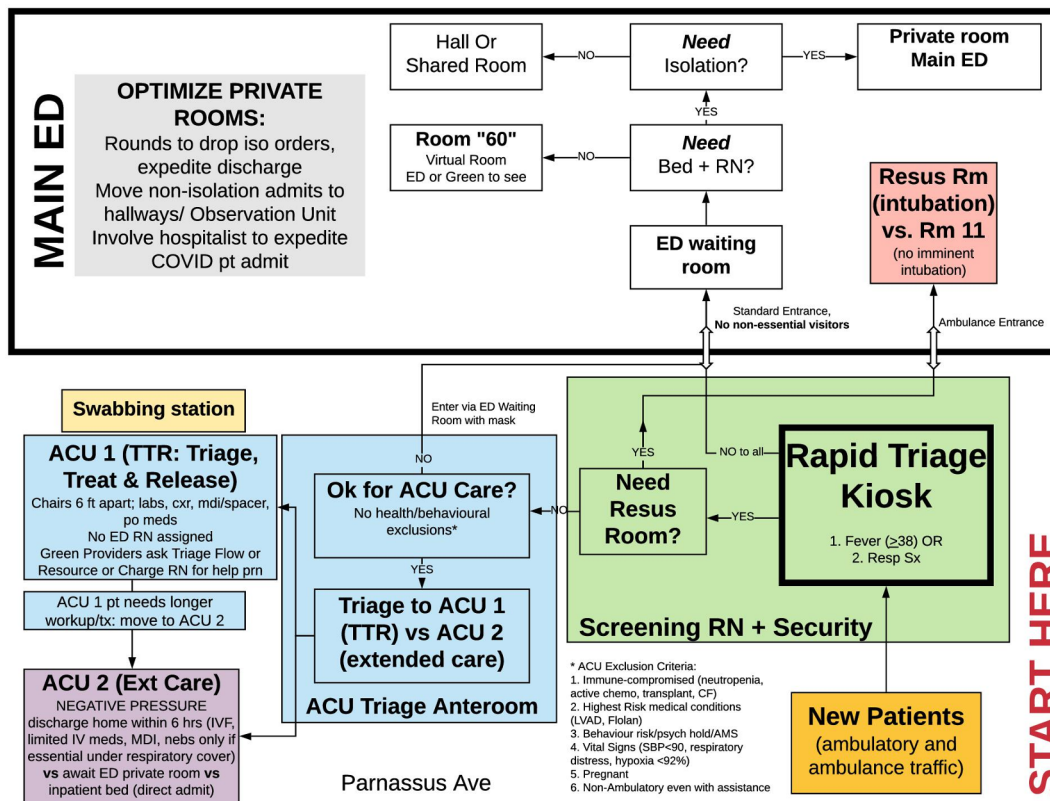 MAIN ED
OPTIMIZE PRIVATE
ROOMS:
Rounds to drop iso orders,
expedite discharge
Move non-isolation admits to
hallways/ Observation Unit
Involve hospitalist to expedite
COVID pt admit
Hall Or
Shared Room
NO
Need
Isolation?
YES
Private room
Main ED
YES
Room "60"
Virtual Room
ED or Green to see
NO
Need
Bed + RN?
ED waiting
room
Resus Rm
(intubation)
vs. Rm 11
(no imminent
intubation)
Standard Entrance,
No non-essential visitors
Ambulance Entrance
Swabbing station
ACU 1 (TTR: Triage,
Treat & Release)
Chairs 6 ft apart; labs, cxr, mdi/spacer,
po meds
No ED RN assigned
Green Providers ask Triage Flow or
Resource or Charge RN for help prn
ACU 1 pt needs longer
workup/tx: move to ACU 2
ACU 2 (Ext Care)
NEGATIVE PRESSURE
discharge home within 6 hrs (IVF,
limited IV meds, MDI, nebs only if
essential under respiratory cover)
vs await ED private room vs
inpatient bed (direct admit)
Enter via ED Waiting
Room with mask
NO
Ok for ACU Care?
No health/behavioural
exclusions*
YES
Triage to ACU 1
(TTR) vs ACU 2
(extended care)
ACU Triage Anteroom
Parnassus Ave
NO
YES
Need
Resus
Room?
NO to all
YES
Rapid Triage
Kiosk
1. Fever (≥38) OR
2. Resp Sx
Screening RN + Security
* ACU Exclusion Criteria:
1. Immune-compromised (neutropenia,
active chemo, transplant, CF)
2. Highest Risk medical conditions
(LVAD, Flolan)
3. Behaviour risk/psych hold/AMS
4. Vital Signs (SBP<90, respiratory
distress, hypoxia <92%)
5. Pregnant
6. Non-Ambulatory even with assistance
New Patients
(ambulatory and
ambulance traffic)
START HERE